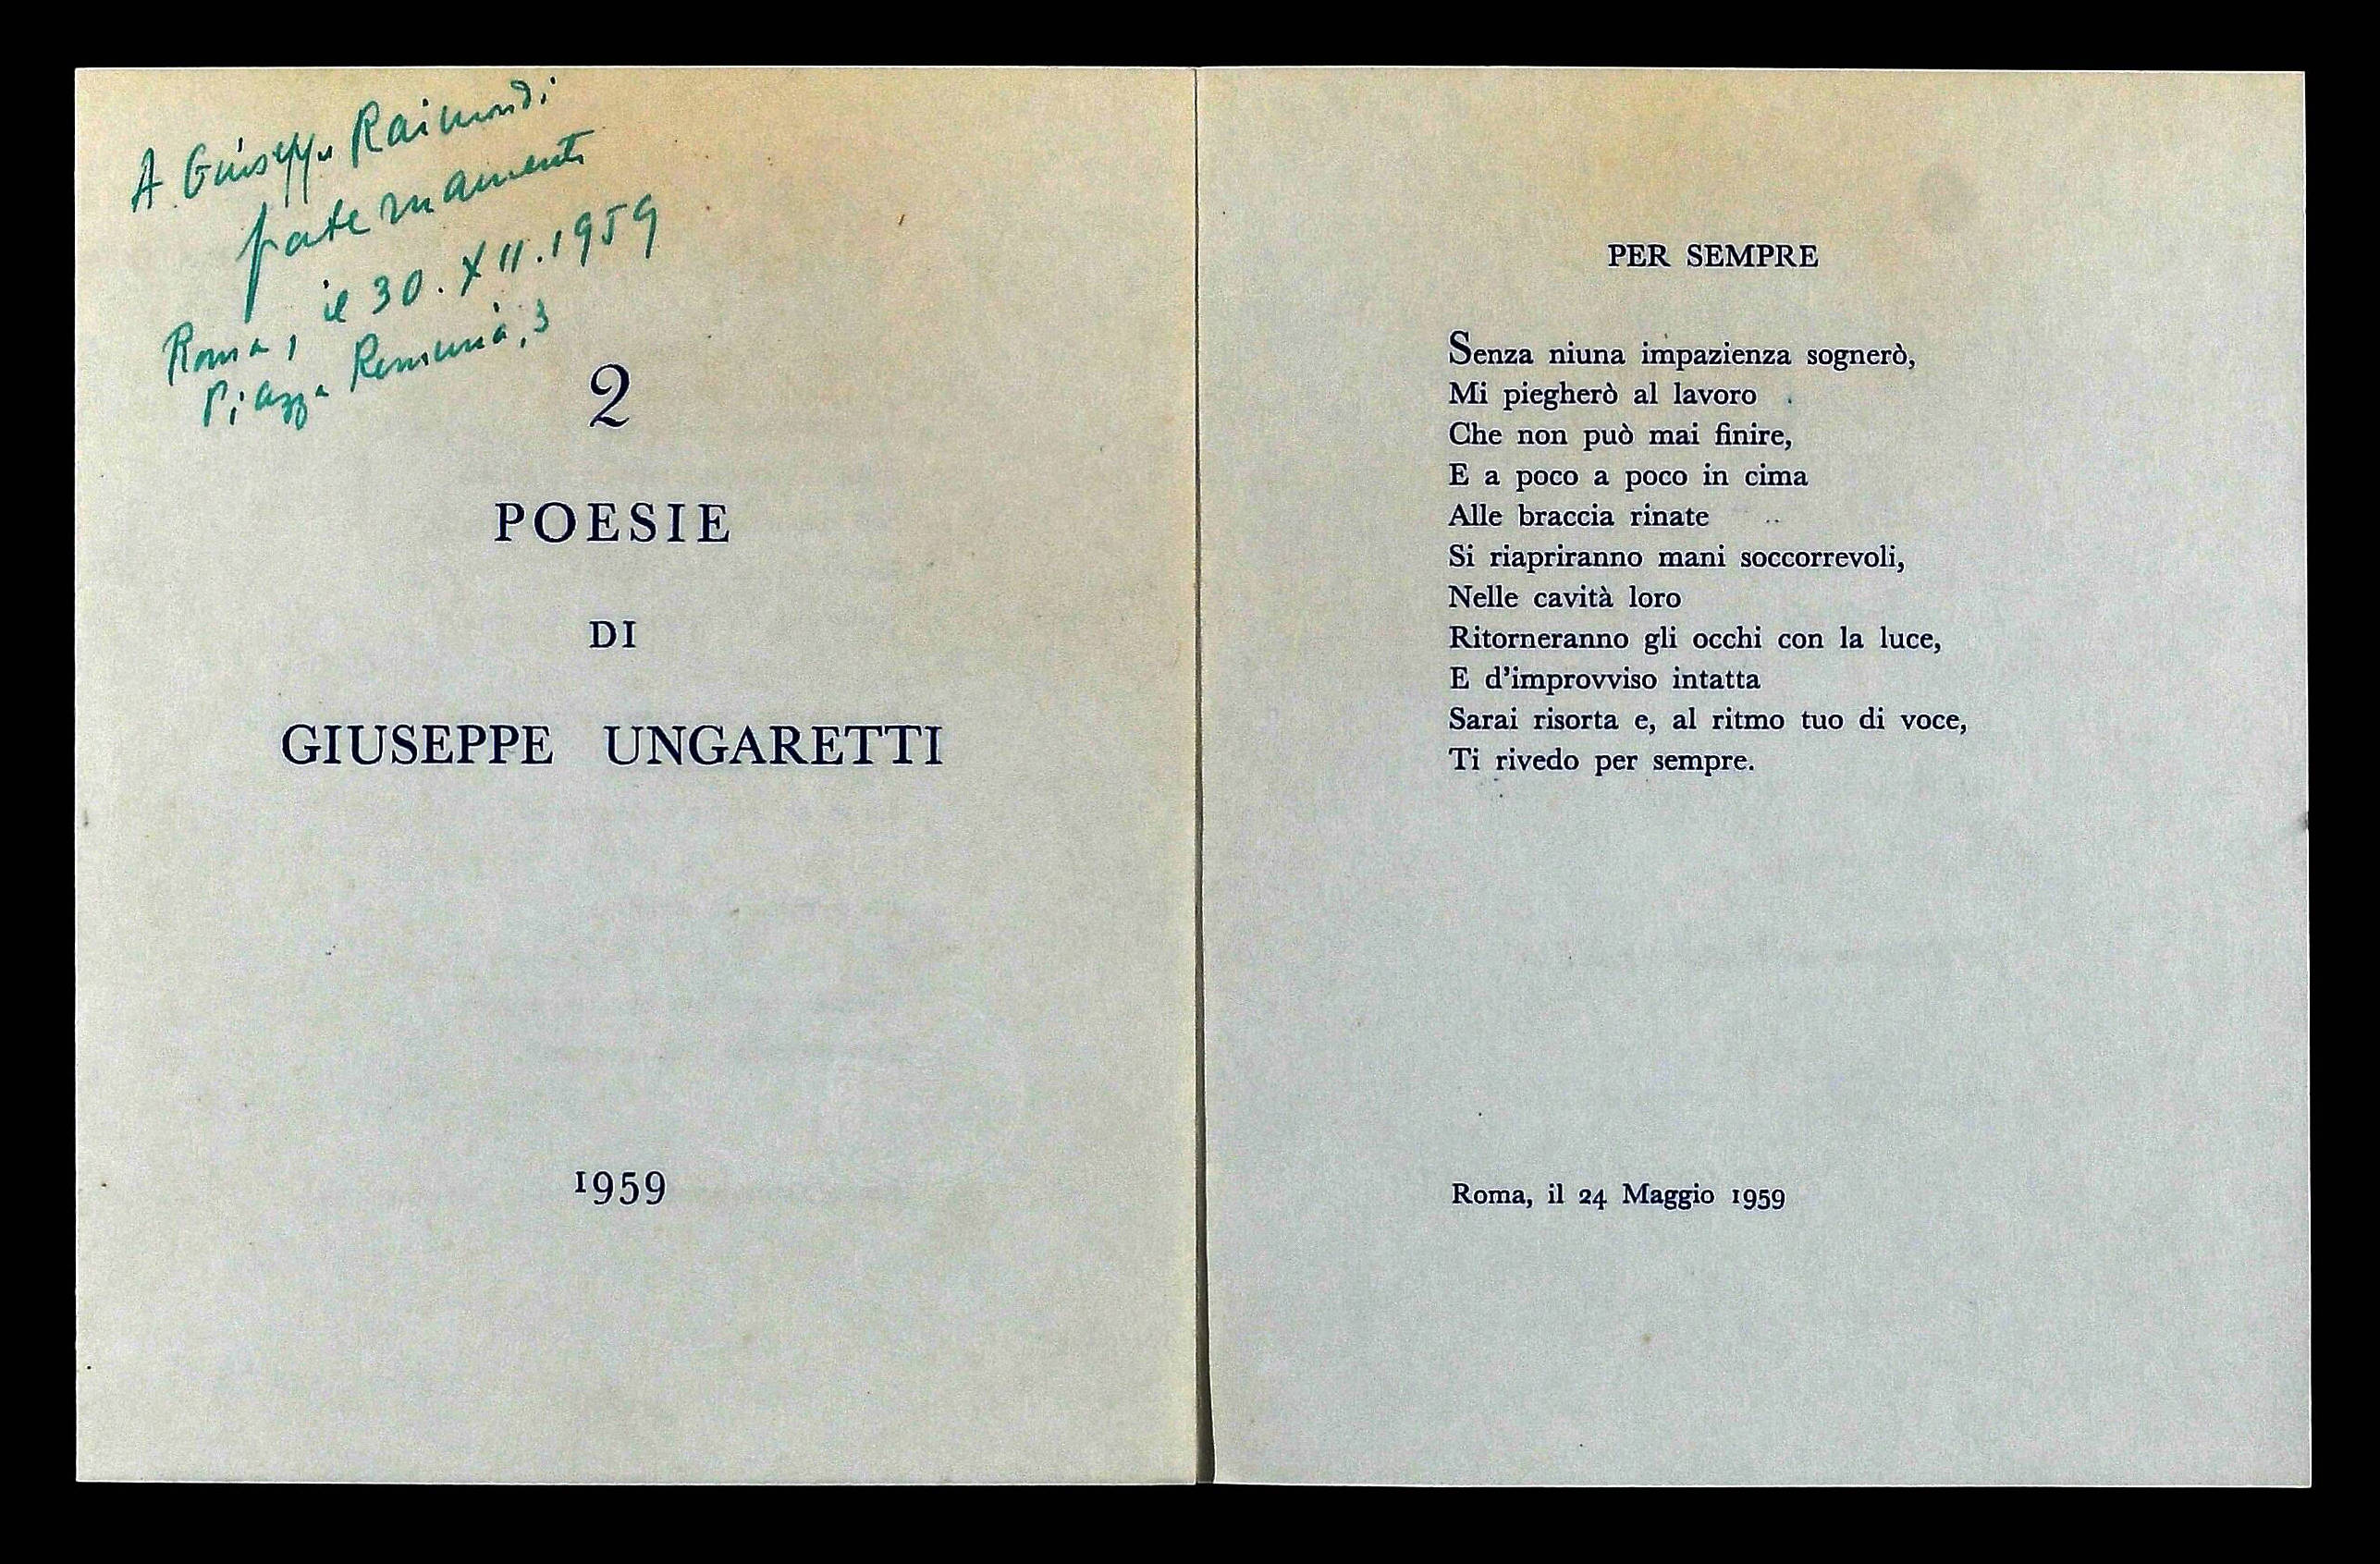 A Giuseppe Raimondi
fraternamente
Roma, il 30.XII.1959
Piazza Remuria, 3
2
POESIE
DI
GIUSEPPE UNGARETTI
1959
PER SEMPRE
Senza niuna impazienza sognerò,
Mi piegherò al lavoro
Che non può mai finire,
E a poco a poco in cima
Alle braccia rinate
Si riapriranno mani soccorrevoli,
Nelle cavità loro
Ritorneranno gli occhi con la luce,
E d'improvviso intatta
Sarai risorta e, al ritmo tuo di voce,
Ti rivedo per sempre.
Roma, il 24 Maggio 1959